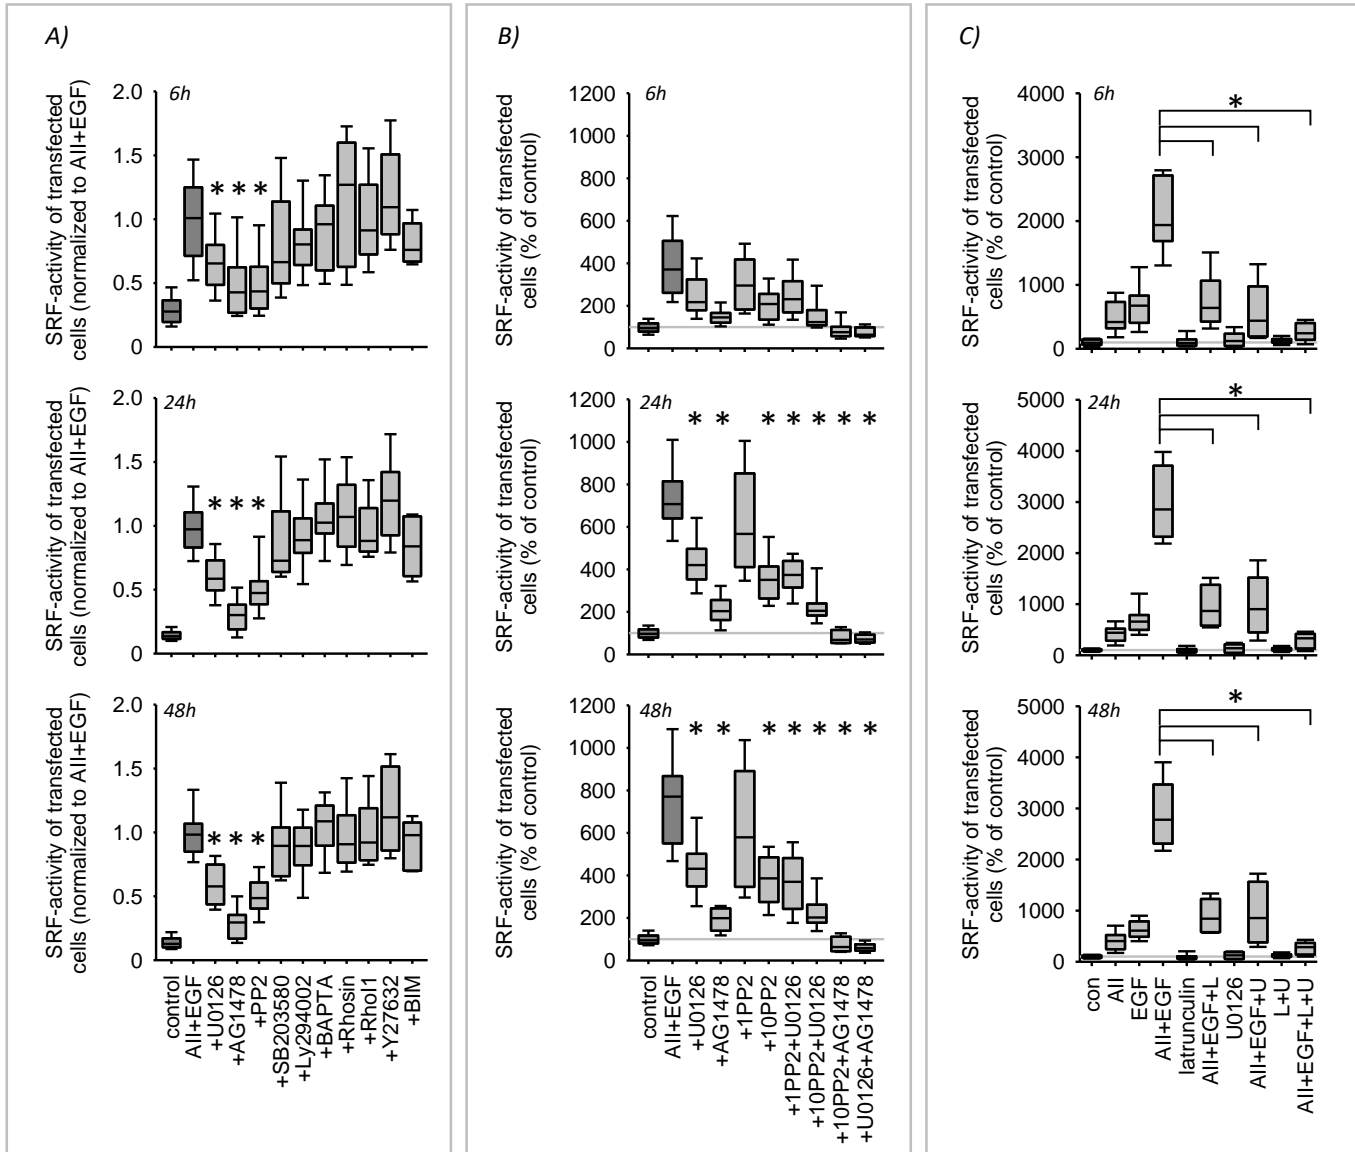 A)
6h
SRF-activity of transfected
cells (normalized to AII+EGF)
2.0
1.5
1.0
0.5
0
* * *
24h
SRF-activity of transfected
cells (normalized to AII+EGF)
2.0
1.5
1.0
0.5
0
* * *
48h
SRF-activity of transfected
cells (normalized to AII+EGF)
2.0
1.5
1.0
0.5
0
* * *
control
AII+EGF
+U0126
+AG1478
+PP2
+SB203580
+Ly294002
+BAPTA
+Rhosin
+RhoI1
+Y27632
+BIM
B)
6h
SRF-activity of transfected
cells (% of control)
1200
1000
800
600
400
200
0
24h
SRF-activity of transfected
cells (% of control)
1200
1000
800
600
400
200
0
* * * * * * *
48h
SRF-activity of transfected
cells (% of control)
1200
1000
800
600
400
200
0
* * * * * * *
control
AII+EGF
+U0126
+AG1478
+1PP2
+10PP2
+1PP2+U0126
+10PP2+U0126
+10PP2+AG1478
+U0126+AG1478
C)
6h
SRF-activity of transfected
cells (% of control)
4000
3000
2000
1000
0
*
24h
SRF-activity of transfected
cells (% of control)
5000
4000
3000
2000
1000
0
*
48h
SRF-activity of transfected
cells (% of control)
5000
4000
3000
2000
1000
0
*
con
AII
EGF
AII+EGF
latrunculin
AII+EGF+L
U0126
AII+EGF+U
L+U
AII+EGF+L+U